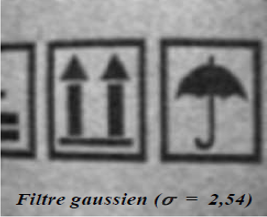 Filtre gaussien (σ = 2,54)